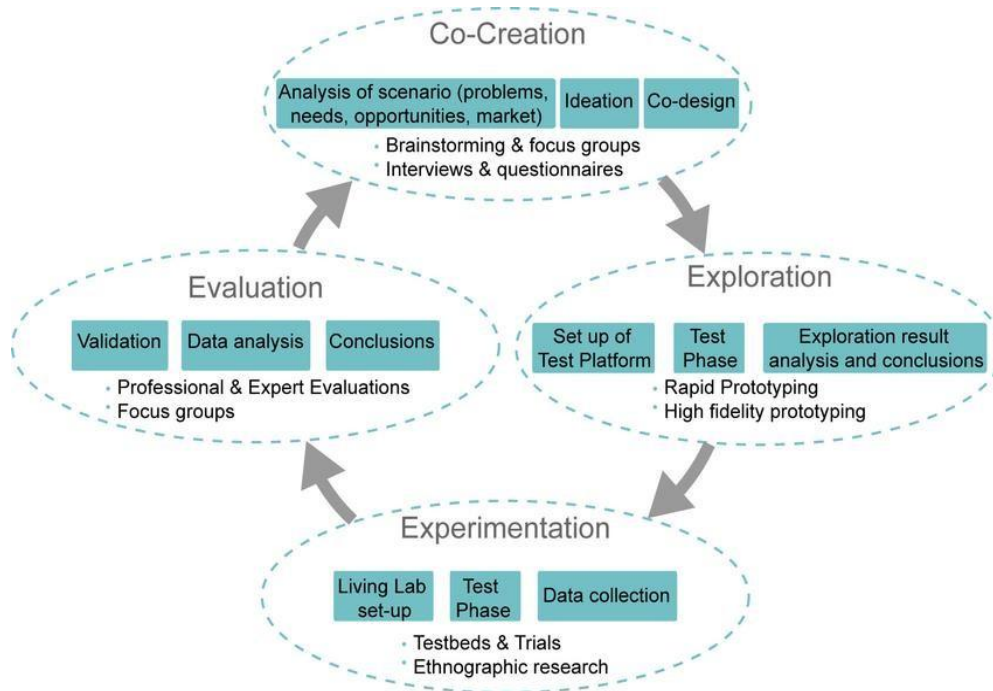 Co-Creation
Analysis of scenario (problems,
needs, opportunities, market)
Ideation
Co-design
• Brainstorming & focus groups
• Interviews & questionnaires
Evaluation
Validation
Data analysis
Conclusions
• Professional & Expert Evaluations
• Focus groups
Exploration
Set up of
Test Platform
Test
Phase
Exploration result
analysis and conclusions
• Rapid Prototyping
• High fidelity prototyping
Experimentation
Living Lab
set-up
Test
Phase
Data collection
• Testbeds & Trials
• Ethnographic research